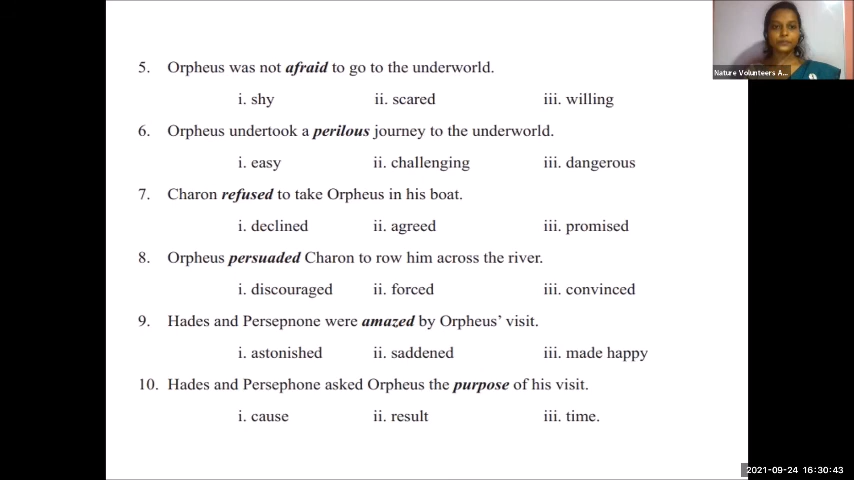 5. Orpheus was not afraid to go to the underworld.
i. shy ii. scared iii. willing
6. Orpheus undertook a perilous journey to the underworld.
i. easy ii. challenging iii. dangerous
7. Charon refused to take Orpheus in his boat.
i. declined ii. agreed iii. promised
8. Orpheus persuaded Charon to row him across the river.
i. discouraged ii. forced iii. convinced
9. Hades and Persepnone were amazed by Orpheus’ visit.
i. astonished ii. saddened iii. made happy
10. Hades and Persephone asked Orpheus the purpose of his visit.
i. cause ii. result iii. time.
Nature Volunteers A...
2021-09-24 16:30:43